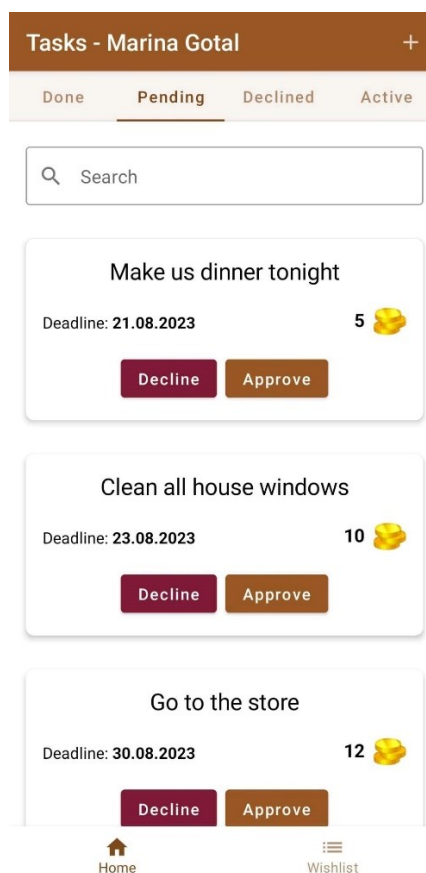 Tasks - Marina Gotal +
Done Pending Declined Active
Search
Make us dinner tonight
Deadline: 21.08.2023 5
Decline Approve
Clean all house windows
Deadline: 23.08.2023 10
Decline Approve
Go to the store
Deadline: 30.08.2023 12
Decline Approve
Home Wishlist